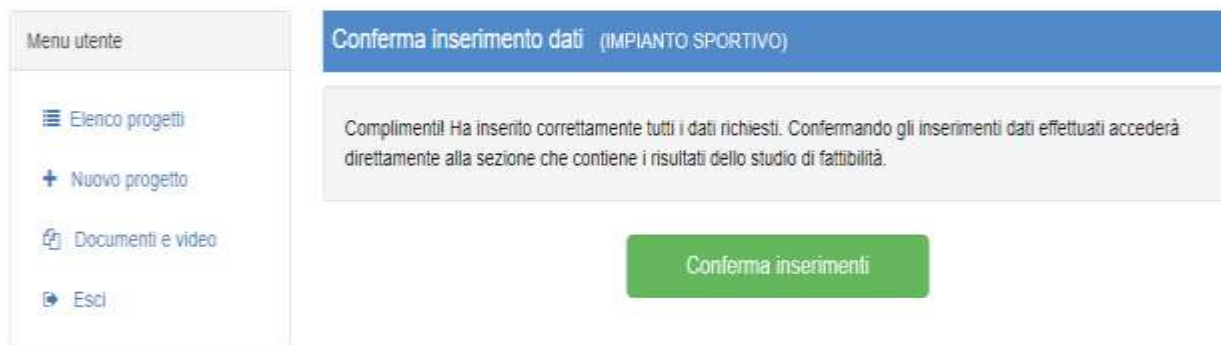 Menu utente
Elenco progetti
Nuovo progetto
Documenti e video
Esci
Conferma inserimento dati (IMPIANTO SPORTIVO)
Complimenti! Ha inserito correttamente tutti i dati richiesti. Confermando gli inserimenti dati effettuati accederà
direttamente alla sezione che contiene i risultati dello studio di fattibilità.
Conferma inserimenti